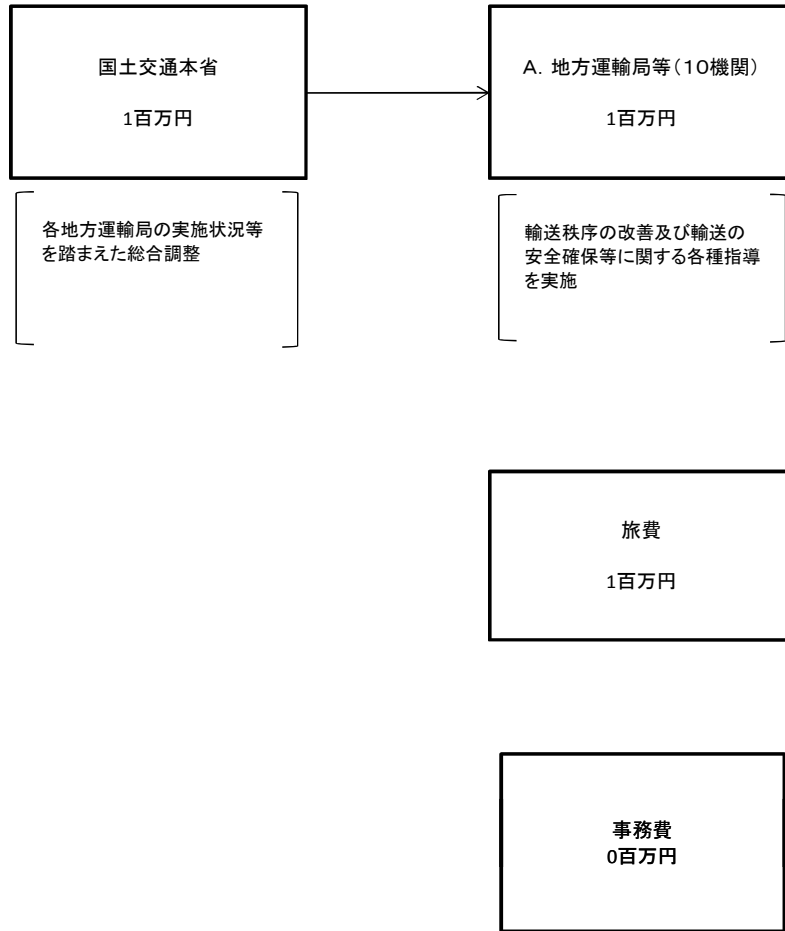 国土交通本省
1百万円
A．地方運輸局等（10機関）
1百万円
各地方運輸局の実施状況等
を踏まえた総合調整
輸送秩序の改善及び輸送の
安全確保等に関する各種指導
を実施
旅費
1百万円
事務費
0百万円